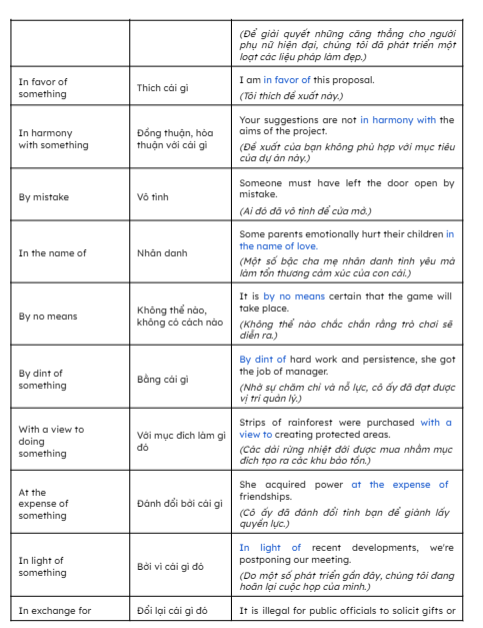 (Để giải quyết những căng thẳng cho người
phụ nữ hiện đại, chúng tôi đã phát triển một
loạt các liệu pháp làm đẹp.)
In favor of
something
Thích cái gì
I am in favor of this proposal.
(Tôi thích đề xuất này.)
In harmony
with something
Đồng thuận, hòa
thuận với cái gì
Your suggestions are not in harmony with the
aims of the project.
(Đề xuất của bạn không phù hợp với mục tiêu
của dự án này.)
By mistake
Vô tình
Someone must have left the door open by
mistake.
(Ai đó đã vô tình để cửa mở.)
In the name of
Nhân danh
Some parents emotionally hurt their children in
the name of love.
(Một số bậc cha mẹ nhân danh tình yêu mà
làm tổn thương cảm xúc của con cái.)
By no means
Không thể nào,
không có cách nào
It is by no means certain that the game will
take place.
(Không thể nào chắc chắn rằng trò chơi sẽ
diễn ra.)
By dint of
something
Bằng cái gì
By dint of hard work and persistence, she got
the job of manager.
(Nhờ sự chăm chỉ và nỗ lực, cô ấy đã đạt được
vị trí quản lý.)
With a view to
doing
something
Với mục đích làm gì
đó
Strips of rainforest were purchased with a
view to creating protected areas.
(Các dải rừng nhiệt đới được mua nhằm mục
đích tạo ra các khu bảo tồn.)
At the
expense of
something
Đánh đổi bởi cái gì
She acquired power at the expense of
friendships.
(Cô ấy đã đánh đổi tình bạn để giành lấy
quyền lực.)
In light of
something
Bởi vì cái gì đó
In light of recent developments, we're
postponing our meeting.
(Do một số phát triển gần đây, chúng tôi đang
hoãn lại cuộc họp của mình.)
In exchange for
Đổi lại cái gì đó
It is illegal for public officials to solicit gifts or